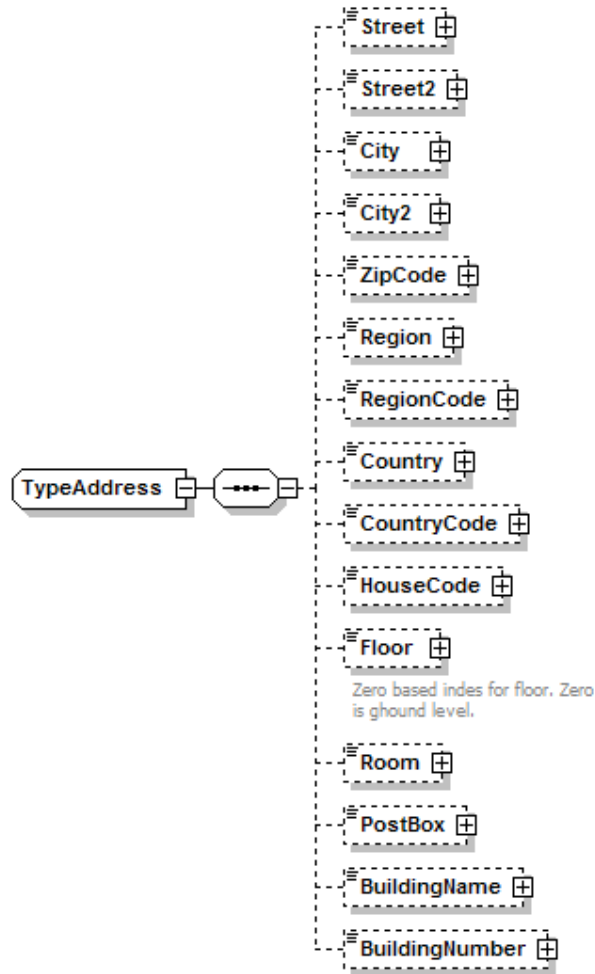 Street
Street2
City
City2
ZipCode
Region
RegionCode
Country
TypeAddress
CountryCode
HouseCode
Floor
Zero based indes for floor. Zero
is ghound level.
Room
PostBox
BuildingName
BuildingNumber